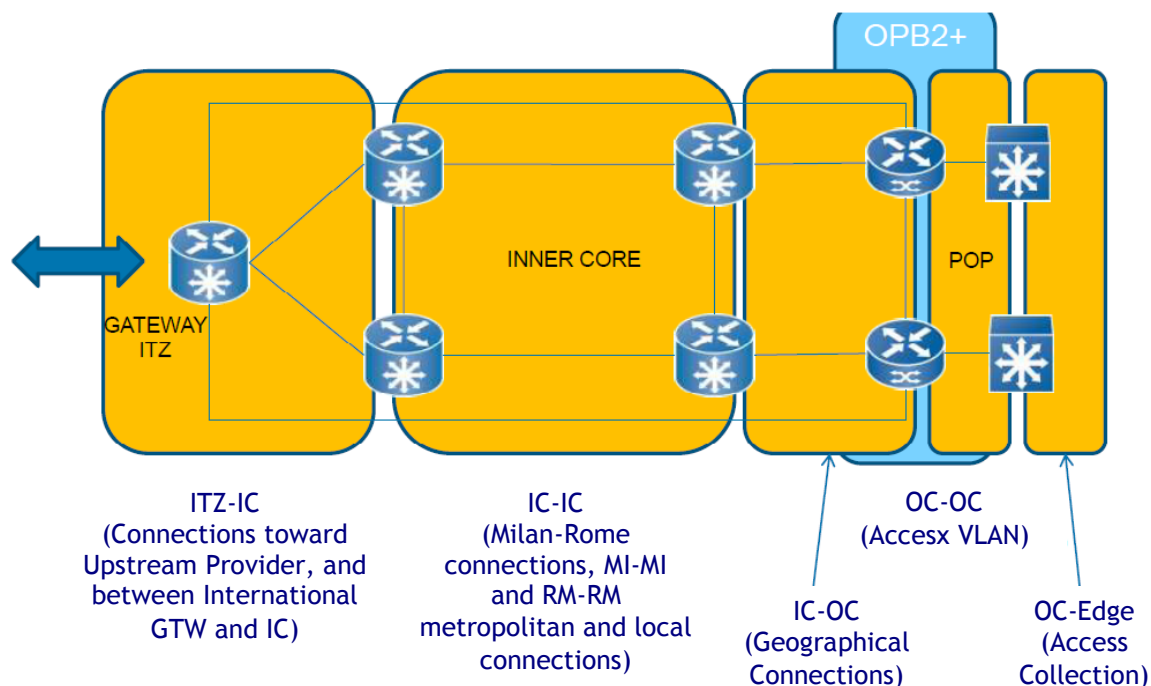 OPB2+
INNER CORE
POP
GATEWAY
ITZ
ITZ-IC
(Connections toward
Upstream Provider, and
between International
GTW and IC)
IC-IC
(Milan-Rome
connections, MI-MI
and RM-RM
metropolitan and local
connections)
OC-OC
(Accesx VLAN)
IC-OC
(Geographical
Connections)
OC-Edge
(Access
Collection)